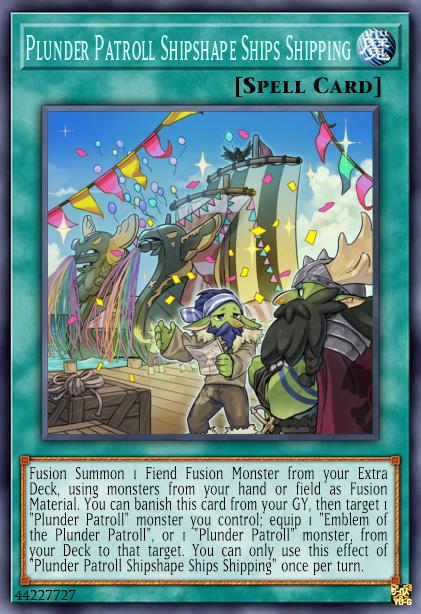 Plunder Patroll Shipshape Ships Shipping
魔
[Spell Card]
Fusion Summon 1 Fiend Fusion Monster from your Extra
Deck, using monsters from your hand or field as Fusion
Material. You can banish this card from your GY, then target 1
"Plunder Patroll" monster you control; equip 1 "Emblem of
the Plunder Patroll", or 1 "Plunder Patroll" monster, from
your Deck to that target. You can only use this effect of
"Plunder Patroll Shipshape Ships Shipping" once per turn.
44227727